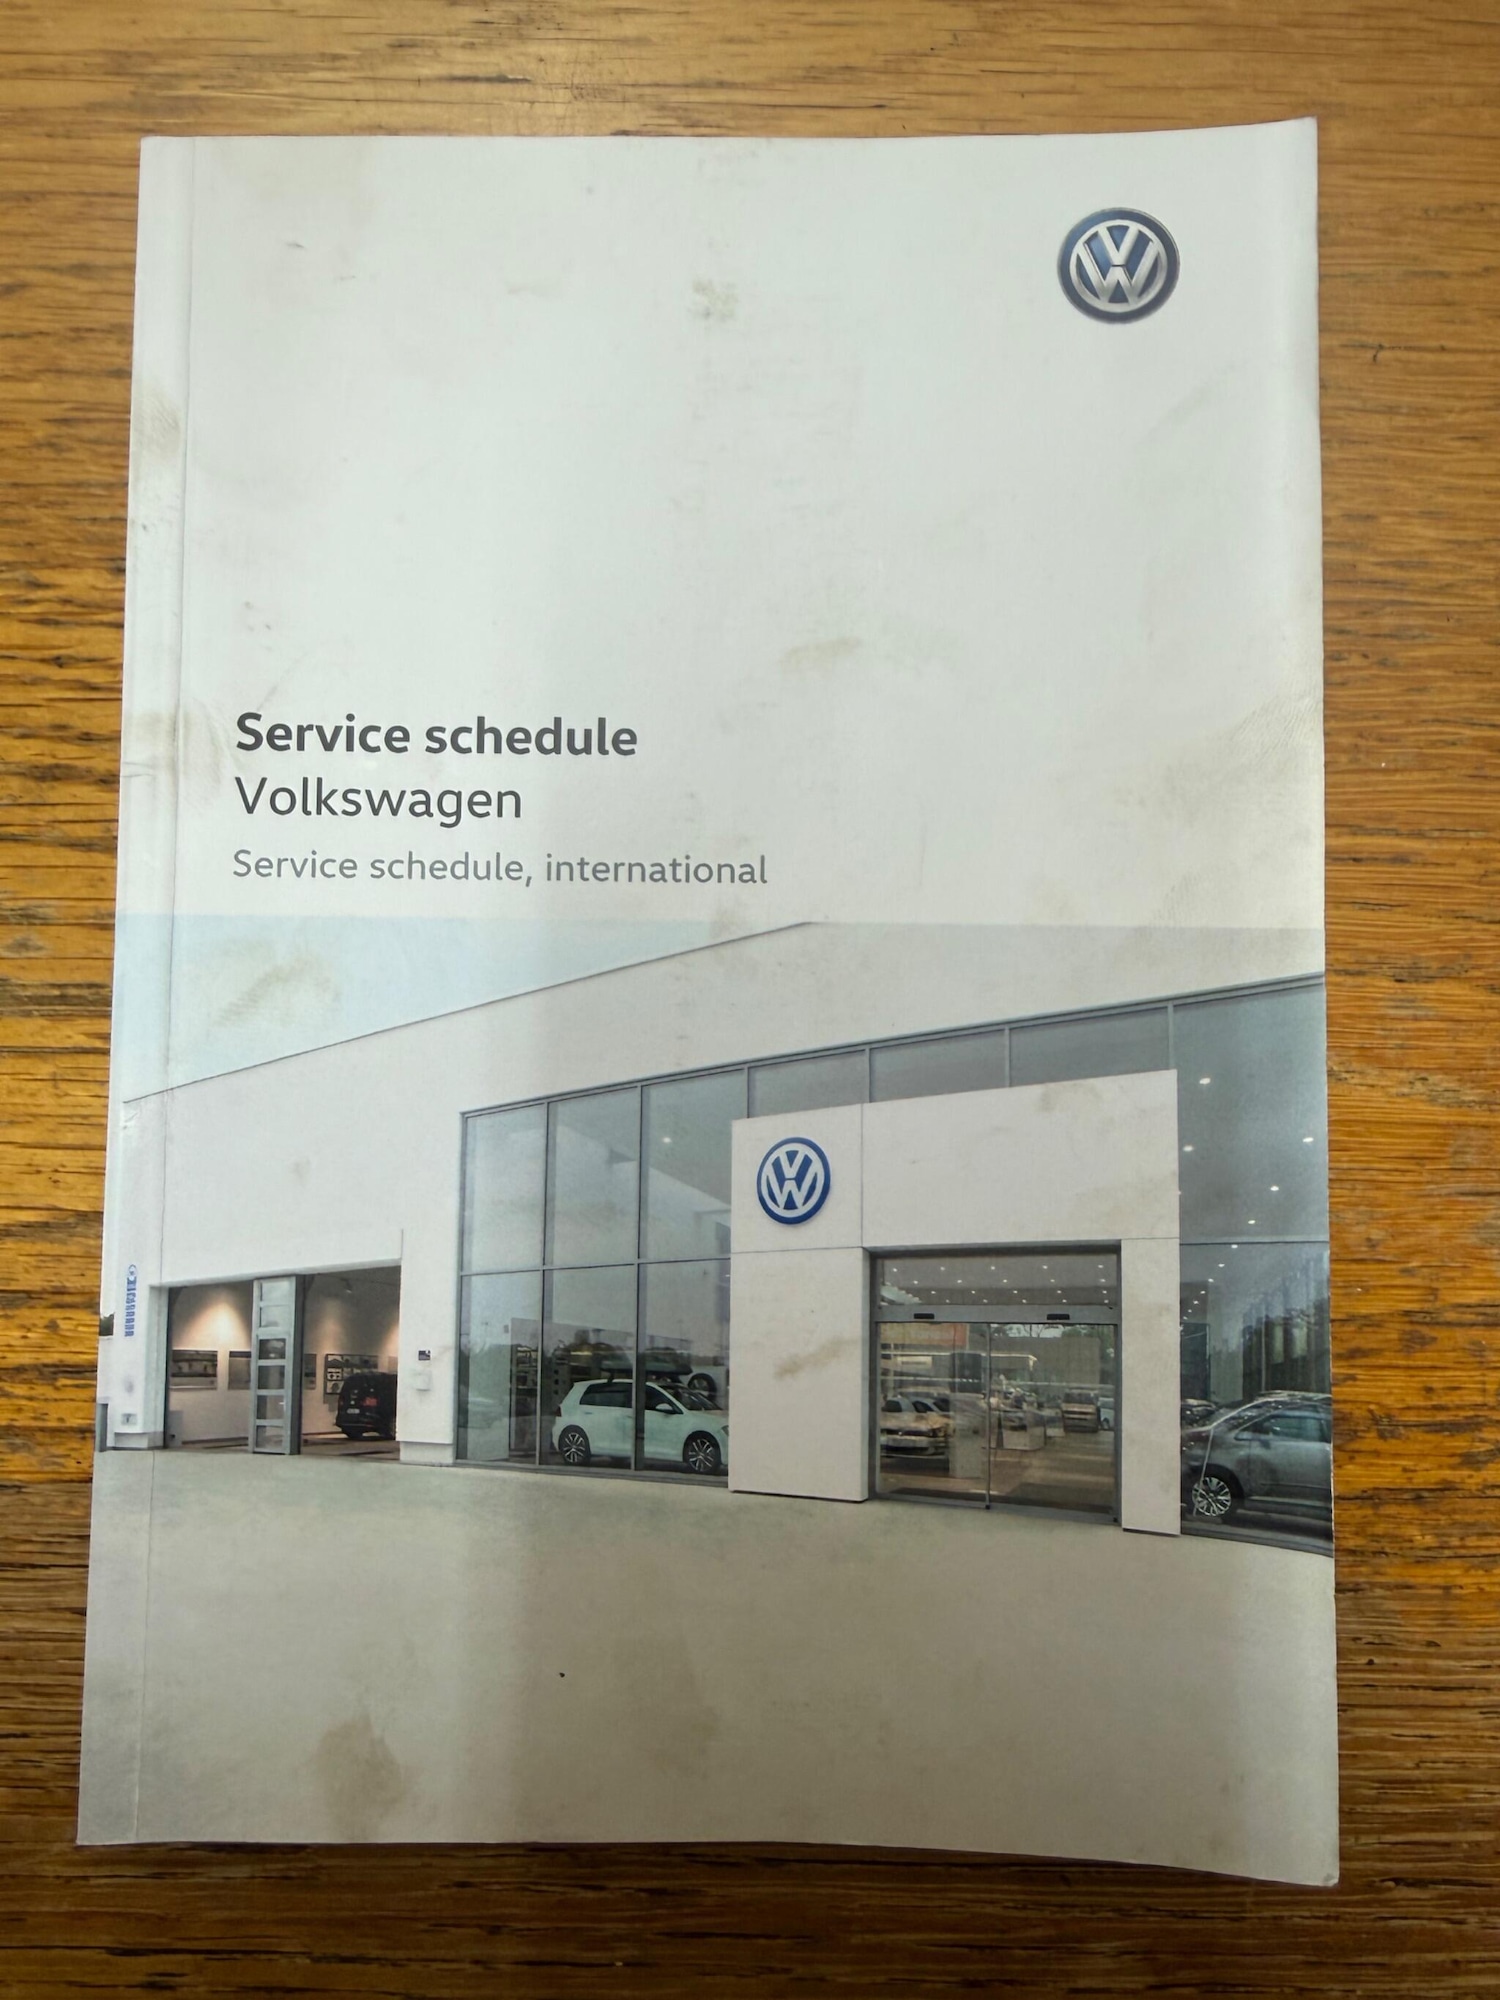 Service schedule
Volkswagen
Service schedule, international